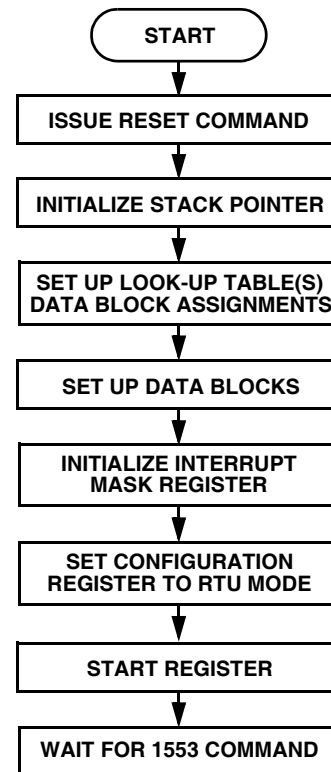 START
ISSUE RESET COMMAND
INITIALIZE STACK POINTER
SET UP LOOK-UP TABLE(S)
DATA BLOCK ASSIGNMENTS
SET UP DATA BLOCKS
INITIALIZE INTERRUPT
MASK REGISTER
SET CONFIGURATION
REGISTER TO RTU MODE
START REGISTER
WAIT FOR 1553 COMMAND